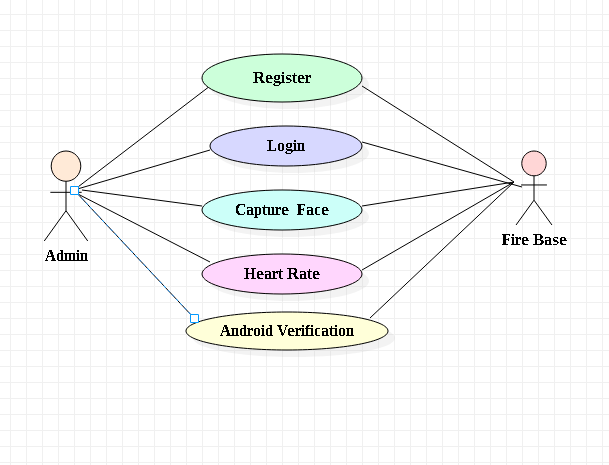 Register
Login
Capture  Face
Admin
Fire Base
Heart Rate
Android Verification